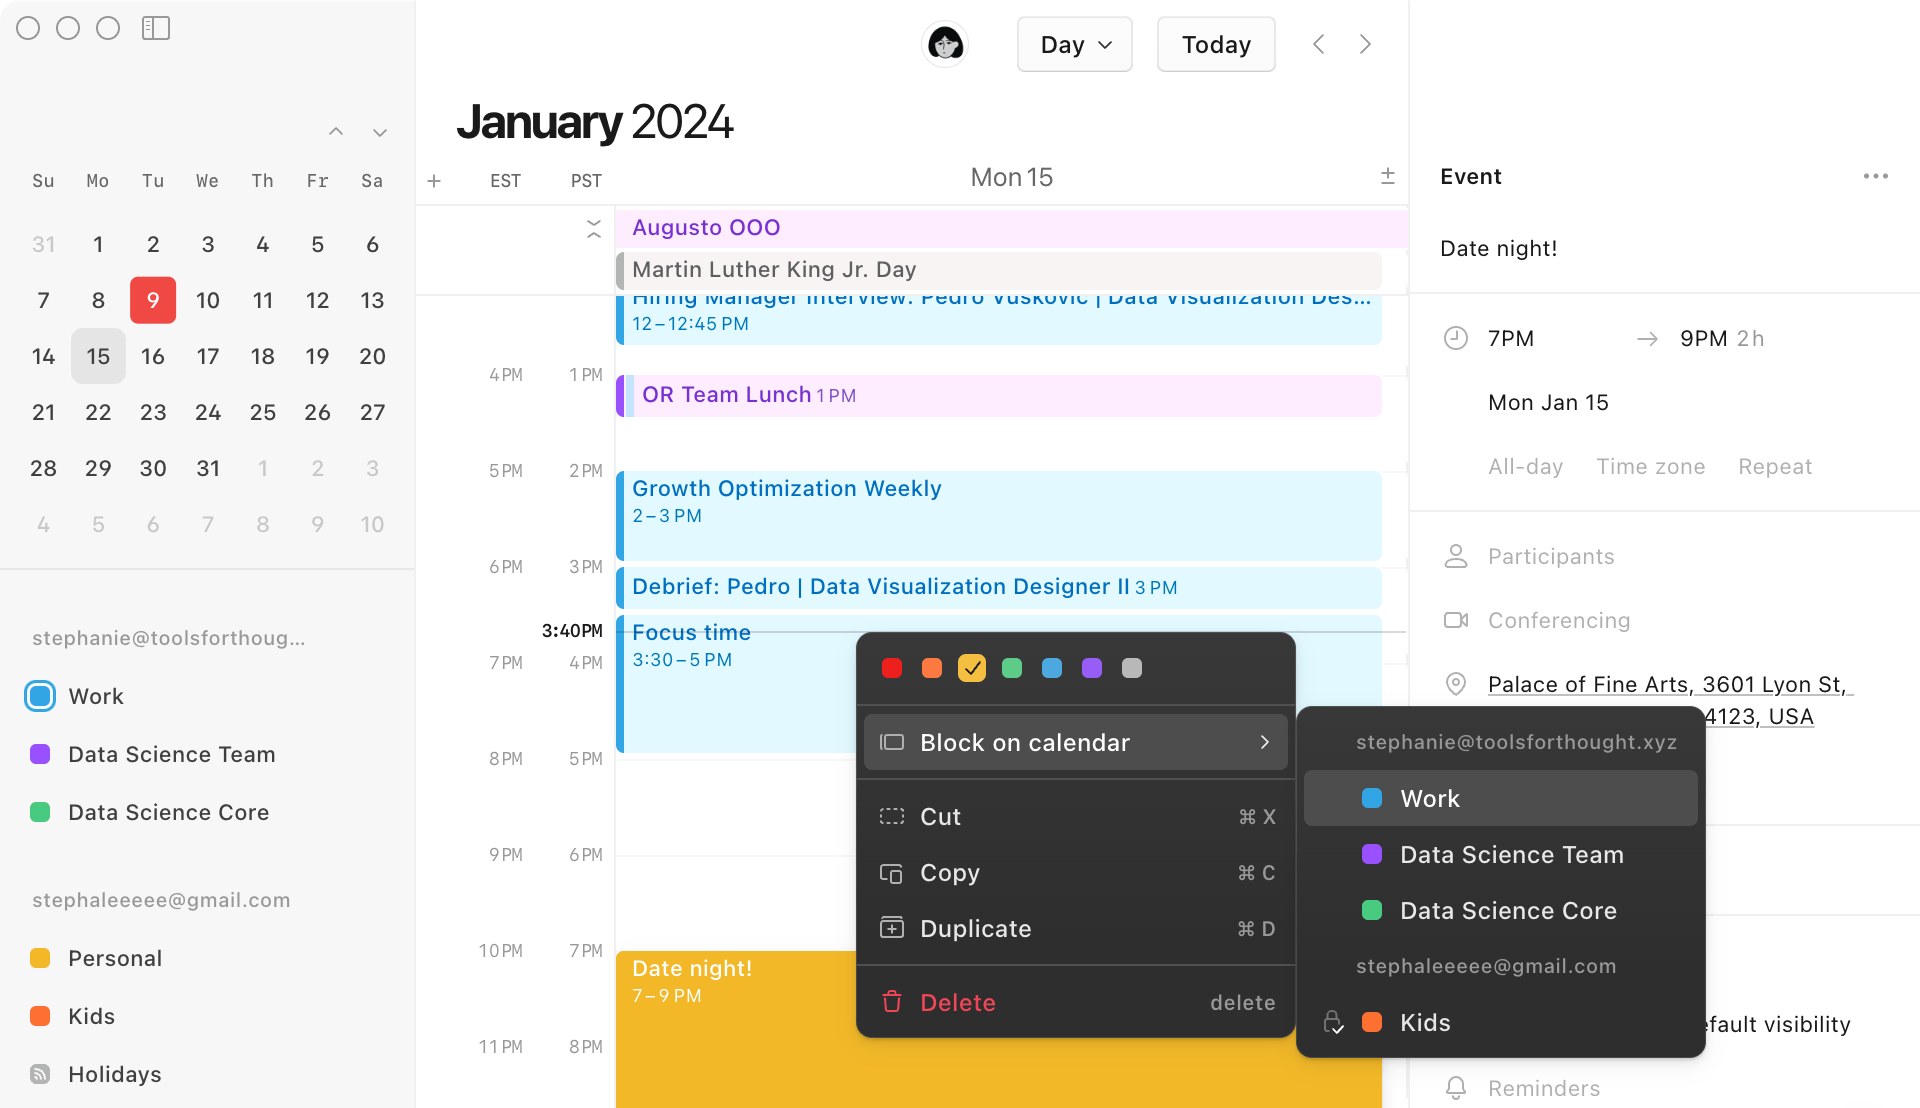 Day
Today
January 2024
Su Mo Tu We Th Fr Sa
31 1 2 3 4 5 6
7 8 9 10 11 12 13
14 15 16 17 18 19 20
21 22 23 24 25 26 27
28 29 30 31 1 2 3
4 5 6 7 8 9 10
stephanie@toolsforthoug...
Work
Data Science Team
Data Science Core
stephaleeeee@gmail.com
Personal
Kids
Holidays
+ EST PST Mon 15 ±
Augusto OOO
Martin Luther King Jr. Day
Hiring Manager Interview: Pedro Vuskovic | Data Visualization Des...
12 – 12:45 PM
4 PM 1 PM
OR Team Lunch 1 PM
5 PM 2 PM
Growth Optimization Weekly
2 – 3 PM
6 PM 3 PM
Debrief: Pedro | Data Visualization Designer II 3 PM
3:40PM
Focus time
3:30 – 5 PM
7 PM 4 PM
8 PM 5 PM
9 PM 6 PM
10 PM 7 PM
Date night!
7 – 9 PM
11 PM 8 PM
Block on calendar
Cut ⌘ X
Copy ⌘ C
Duplicate ⌘ D
Delete delete
stephanie@toolsforthought.xyz
Work
Data Science Team
Data Science Core
stephaleeeee@gmail.com
Kids
Event
Date night!
7PM → 9PM 2h
Mon Jan 15
All-day Time zone Repeat
Participants
Conferencing
Palace of Fine Arts, 3601 Lyon St,
4123, USA
efault visibility
Reminders